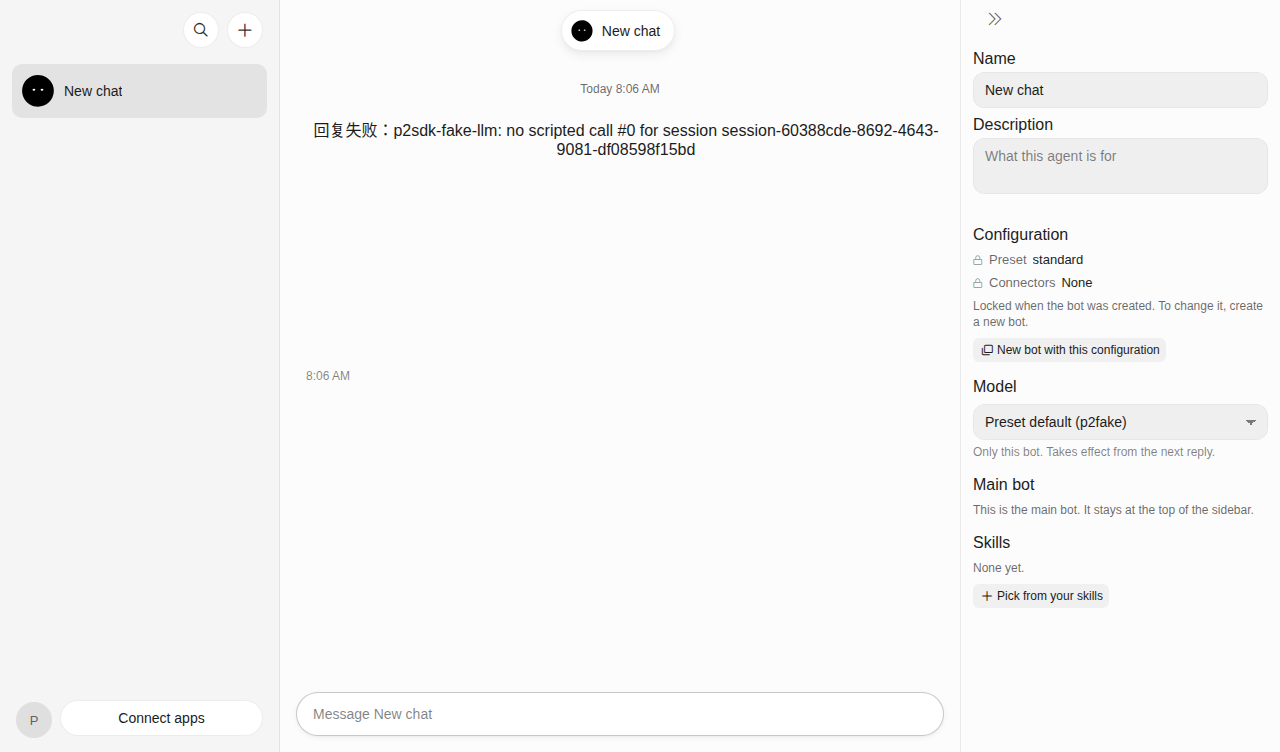 New chat
P
Connect apps
New chat
Today 8:06 AM
回复失败：p2sdk-fake-llm: no scripted call #0 for session session-60388cde-8692-4643-
9081-df08598f15bd
8:06 AM
Message New chat
Name
New chat
Description
What this agent is for
Configuration
Preset standard
Connectors None
Locked when the bot was created. To change it, create
a new bot.
New bot with this configuration
Model
Preset default (p2fake)
Only this bot. Takes effect from the next reply.
Main bot
This is the main bot. It stays at the top of the sidebar.
Skills
None yet.
Pick from your skills